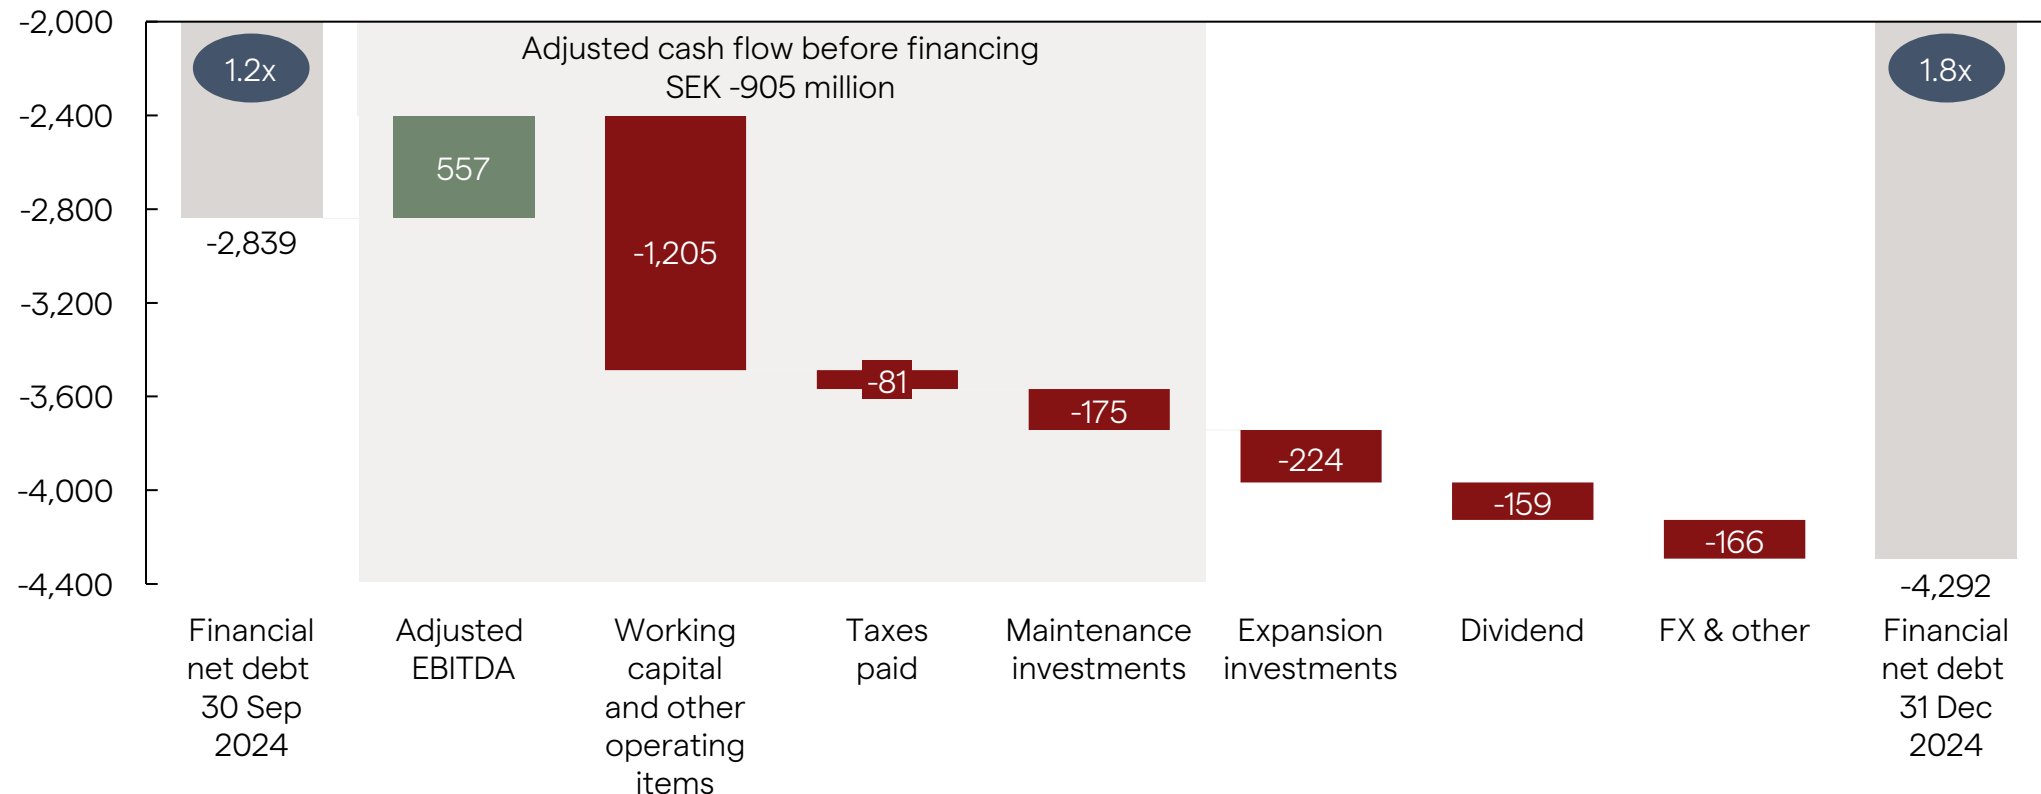 -2,000
-2,400
-2,800
-3,200
-3,600
-4,000
-4,400
Adjusted cash flow before financing
SEK -905 million
1.2x
1.8x
-2,839
557
-1,205
-81
-175
-224
-159
-166
-4,292
Financial
net debt
30 Sep
2024
Adjusted
EBITDA
Working
capital
and other
operating
items
Taxes
paid
Maintenance
investments
Expansion
investments
Dividend
FX & other
Financial
net debt
31 Dec
2024